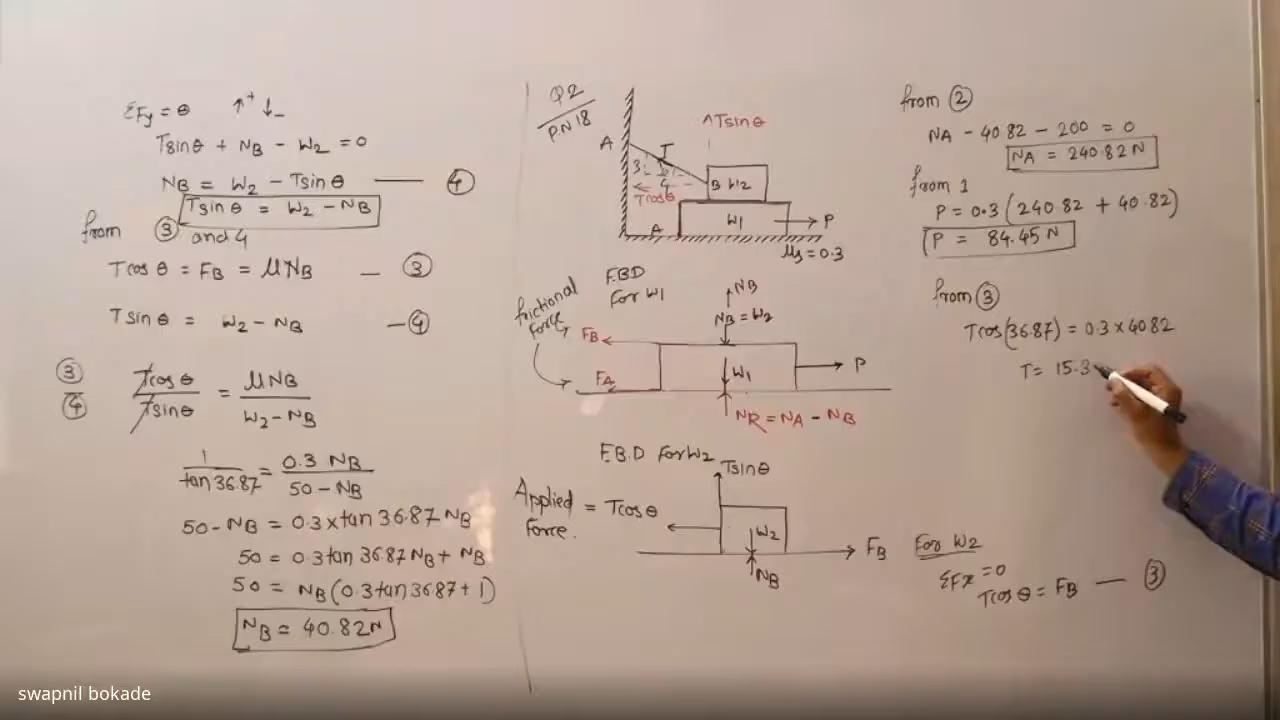 ΣFy = 0 ↑+ ↓-
Tsinθ + NB - W2 = 0
NB = W2 - Tsinθ —— ④
Tsinθ = W2 - NB
from ③ and 4
Tcosθ = FB = μNB — ③
Tsinθ = W2 - NB — ④
③/④ Tcosθ/Tsinθ = μNB/(W2 - NB)
1/tan 36.87 = 0.3 NB/(50 - NB)
50 - NB = 0.3 x tan 36.87 NB
50 = 0.3 tan 36.87 NB + NB
50 = NB (0.3 tan 36.87 + 1)
NB = 40.82 N
Q2
P.N 18
^Tsinθ
A
T
3
4
Tcosθ
B W2
W1
P
A
μs = 0.3
F.B.D
For W1
frictional
force
NB
NB = W2
FB
W1
P
FA
NR = NA - NB
F.B.D For W2
Tsinθ
Applied = Tcosθ
Force.
W2
FB
NB
from ②
NA - 40.82 - 200 = 0
NA = 240.82 N
from 1
P = 0.3 (240.82 + 40.82)
P = 84.45 N
from ③
Tcos(36.87) = 0.3 x 40.82
T = 15.3
For W2
ΣFx = 0
Tcosθ = FB — ③
swapnil bokade